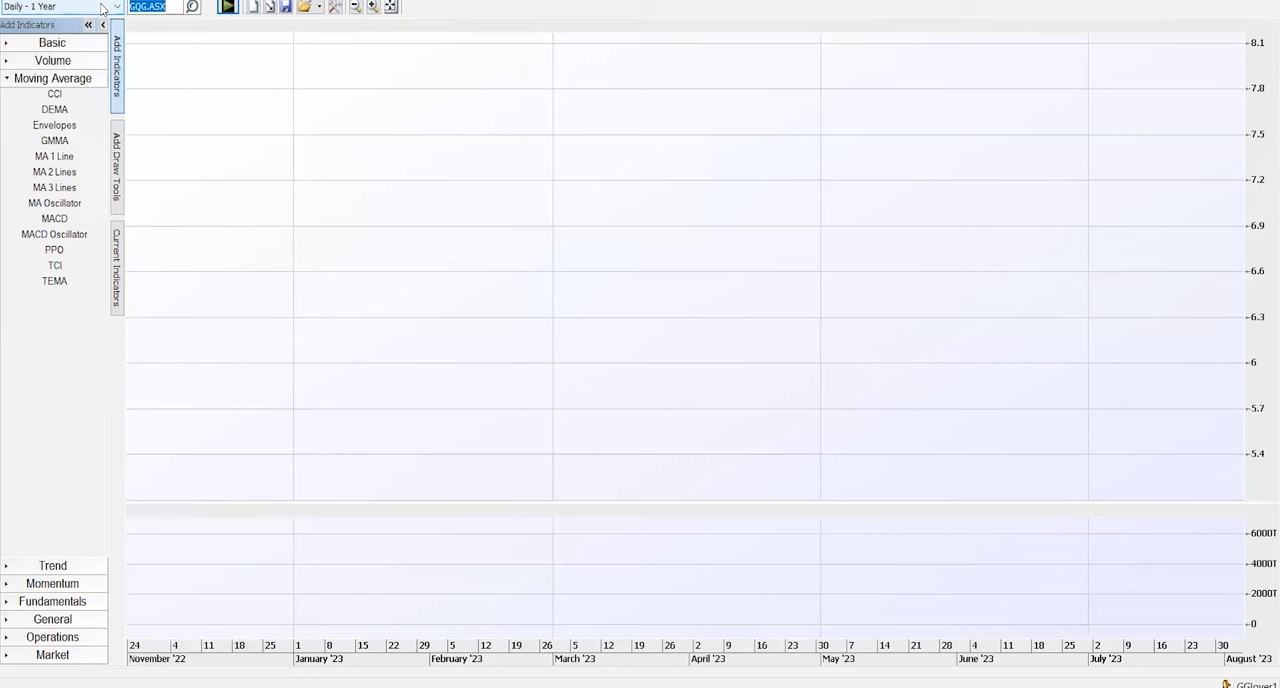 Daily - 1 Year
GQG.ASX
Add Indicators
Basic
Volume
Moving Average
CCI
DEMA
Envelopes
GMMA
MA 1 Line
MA 2 Lines
MA 3 Lines
MA Oscillator
MACD
MACD Oscillator
PPO
TCI
TEMA
Trend
Momentum
Fundamentals
General
Operations
Market
Add Indicators
Add Draw Tools
Current Indicators
8.1
7.8
7.5
7.2
6.9
6.6
6.3
6
5.7
5.4
6000T
4000T
2000T
0
24 4 11 18 25 1 8 15 22 29 5 12 19 26 5 12 19 26 2 9 16 23 30 7 14 21 28 4 11 18 25 2 9 16 23 30
November '22 January '23 February '23 March '23 April '23 May '23 June '23 July '23 August '23
GGlover1